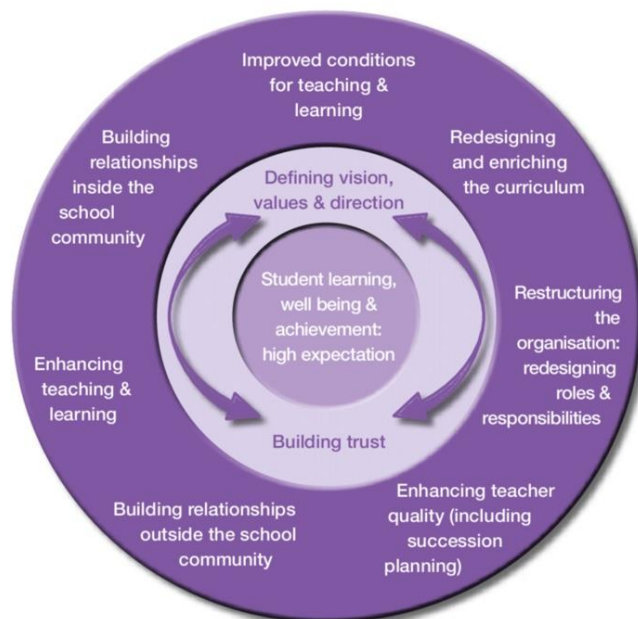 Improved conditions
for teaching &
learning
Redesigning
and enriching
the curriculum
Restructuring
the
organisation:
redesigning
roles &
responsibilities
Enhancing teacher
quality (including
succession
planning)
Building relationships
outside the school
community
Enhancing
teaching &
learning
Building
relationships
inside the
school
community
Defining vision,
values & direction
Student learning,
well being &
achievement:
high expectation
Building trust